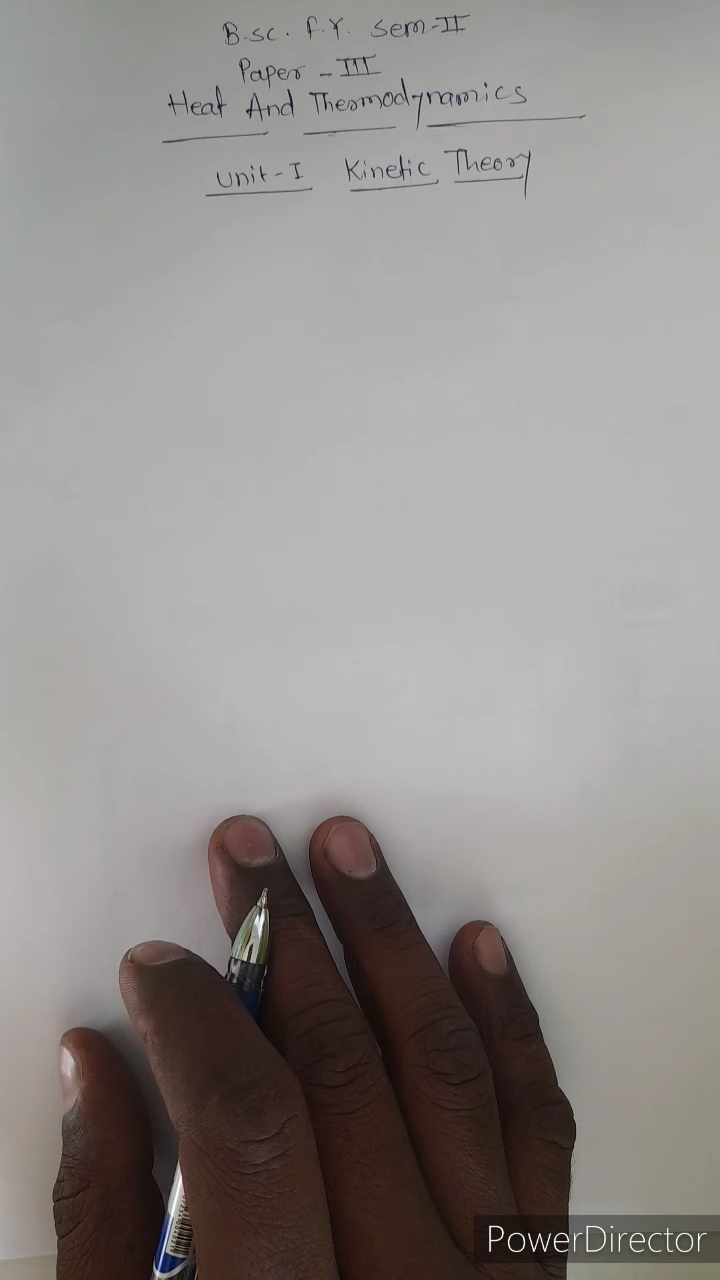 B.sc. f.Y. sem-II
Paper - III
Heat And Thermodynamics
Unit-I Kinetic Theory
PowerDirector